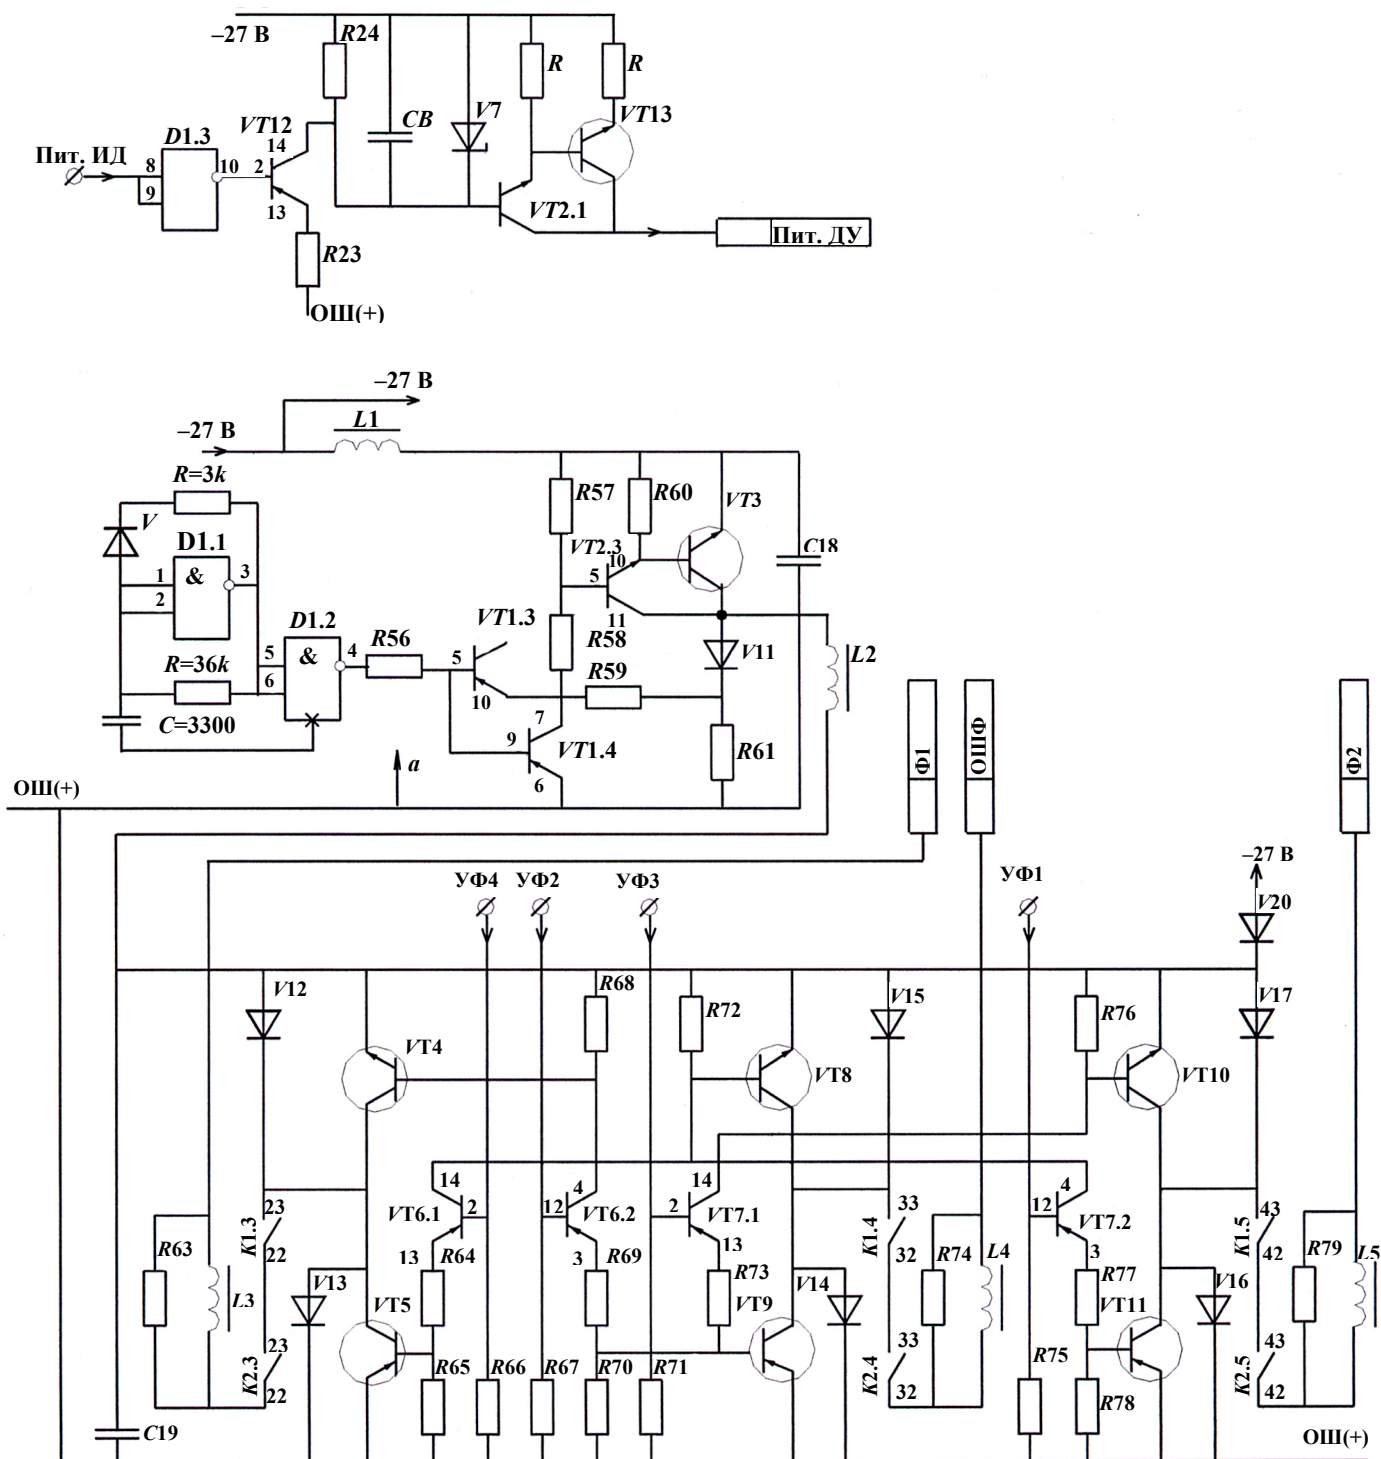 –27 В
R24
R
R
VT13
V7
CB
VT12
D1.3
14
Пит. ИД
8
9
10
2
13
VT2.1
R23
Пит. ДУ
ОШ(+)
–27 В
–27 В
L1
R=3k
V
D1.1
&
1
2
3
R57
R60
VT3
VT2.3
10
5
11
C18
D1.2
&
5
6
4
R56
VT1.3
5
10
R58
R59
V11
L2
R=36k
C=3300
7
9
6
VT1.4
R61
a
ОШ(+)
Ф1
ОШФ
Ф2
УФ4
УФ2
УФ3
УФ1
–27 В
V20
V12
R68
R72
V15
R76
V17
VT4
VT8
VT10
14
2
VT6.1
13
4
12
VT6.2
3
14
2
VT7.1
13
4
12
VT7.2
3
23
K1.3
22
33
K1.4
32
43
K1.5
42
R63
L3
R64
R69
R73
R74
L4
R77
R79
L5
V13
VT5
VT9
V14
VT11
V16
23
K2.3
22
33
K2.4
32
43
K2.5
42
R65
R66
R67
R70
R71
R75
R78
C19
ОШ(+)